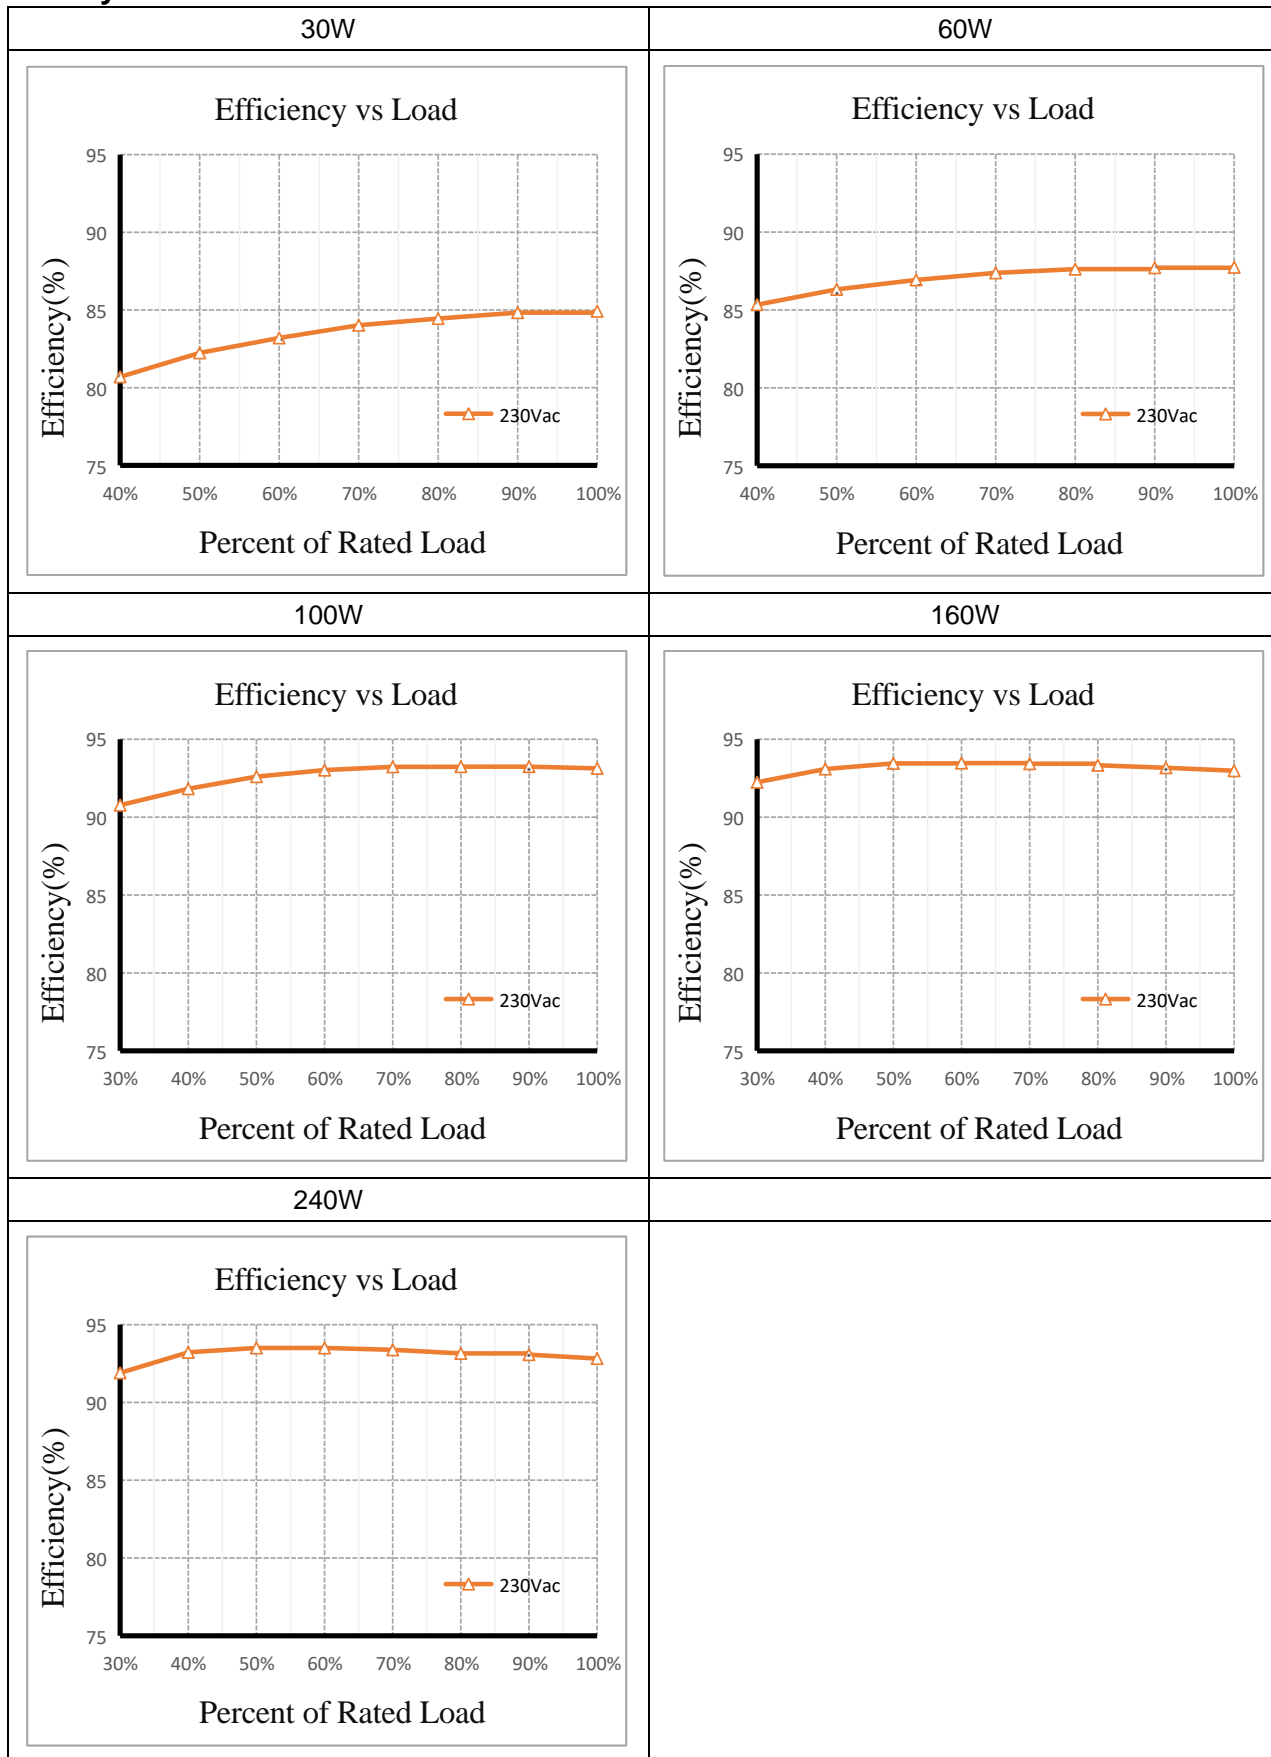 30W
60W
Efficiency vs Load
95
90
85
80
75
Efficiency(%)
230Vac
40% 50% 60% 70% 80% 90% 100%
Percent of Rated Load
Efficiency vs Load
95
90
85
80
75
Efficiency(%)
230Vac
40% 50% 60% 70% 80% 90% 100%
Percent of Rated Load
100W
160W
Efficiency vs Load
95
90
85
80
75
Efficiency(%)
230Vac
30% 40% 50% 60% 70% 80% 90% 100%
Percent of Rated Load
Efficiency vs Load
95
90
85
80
75
Efficiency(%)
230Vac
30% 40% 50% 60% 70% 80% 90% 100%
Percent of Rated Load
240W
Efficiency vs Load
95
90
85
80
75
Efficiency(%)
230Vac
30% 40% 50% 60% 70% 80% 90% 100%
Percent of Rated Load